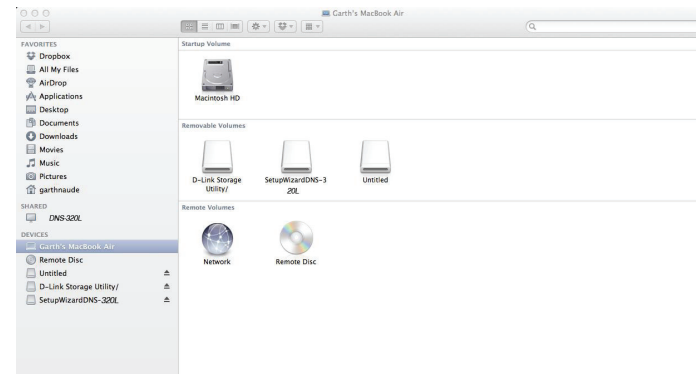 Garth's MacBook Air
FAVORITES
Dropbox
All My Files
AirDrop
Applications
Desktop
Documents
Downloads
Movies
Music
Pictures
garthnaude
SHARED
DNS-320L
DEVICES
Garth's MacBook Air
Remote Disc
Untitled
D-Link Storage Utility/
SetupWizardDNS-320L
Startup Volume
Macintosh HD
Removable Volumes
D-Link Storage
Utility/
SetupWizardDNS-3
20L
Untitled
Remote Volumes
Network
Remote Disc